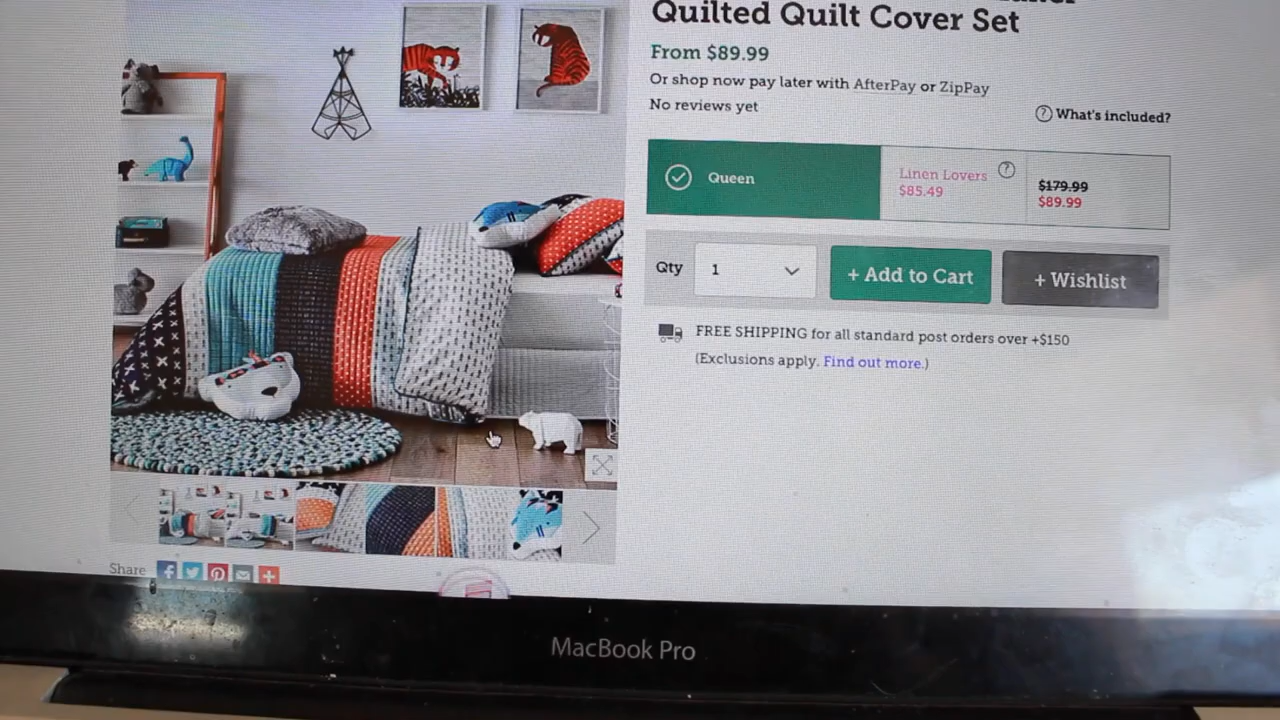 Quilted Quilt Cover Set
From $89.99
Or shop now pay later with AfterPay or ZipPay
No reviews yet
? What's included?
Queen
Linen Lovers ?
$85.49
$179.99
$89.99
Qty
1
+ Add to Cart
+ Wishlist
FREE SHIPPING for all standard post orders over +$150
(Exclusions apply. Find out more.)
Share
MacBook Pro